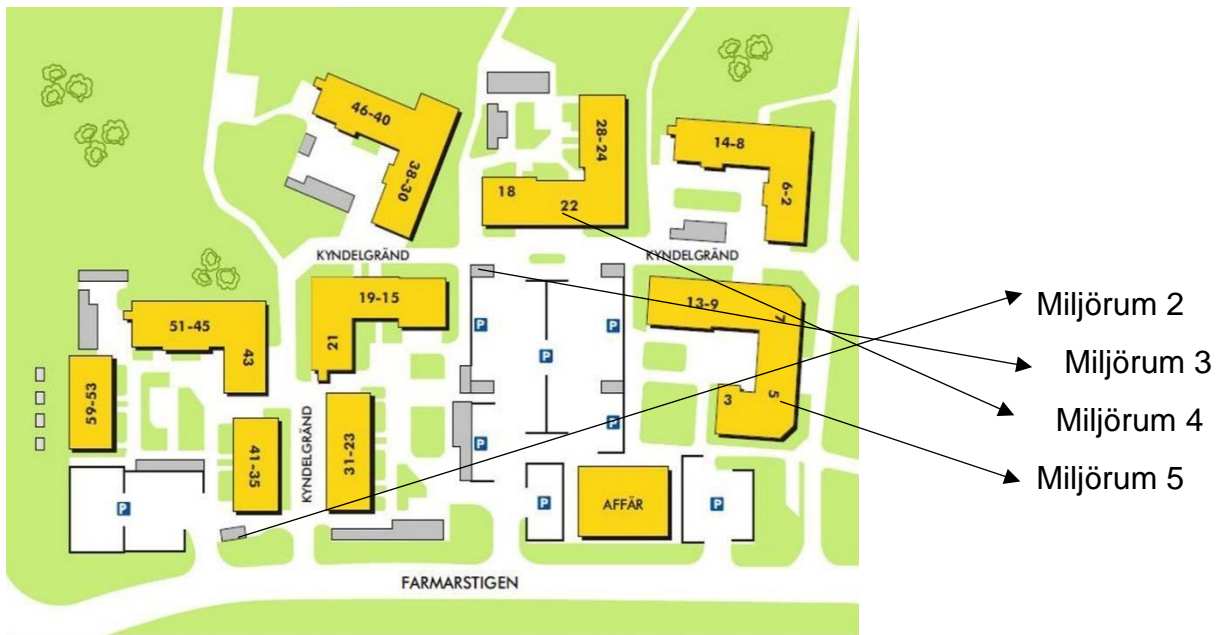 46-40
38-30
28-24
18
22
14-8
6-2
KYNDELGRÄND
KYNDELGRÄND
19-15
21
13-9
7
3
5
51-45
43
59-53
41-35
KYNDELGRÄND
31-23
P
P
P
P
P
P
P
P
AFFÄR
FARMARSTIGEN
Miljörum 2
Miljörum 3
Miljörum 4
Miljörum 5